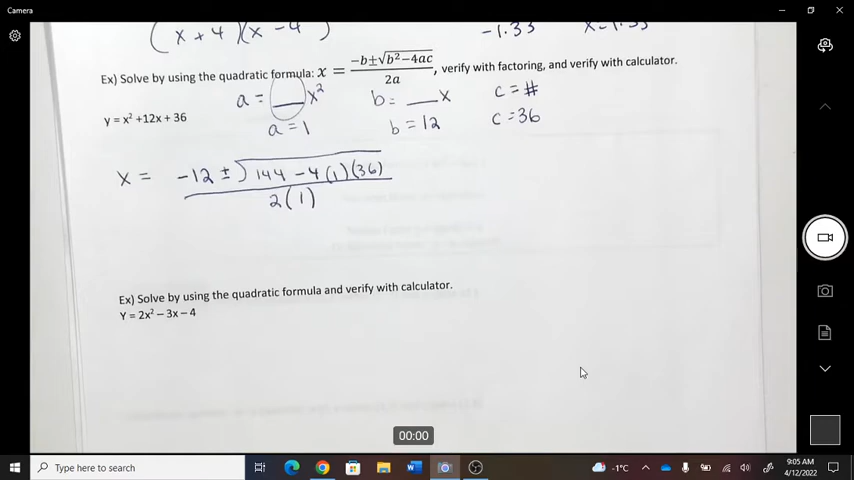 Camera
(x + 4)(x - 4)
-1.33
x = 1.33
Ex) Solve by using the quadratic formula: x = (-b±√(b²-4ac))/(2a), verify with factoring, and verify with calculator.
a = ___x²  b = ___x  c = #
y = x² +12x + 36
a = 1  b = 12  c = 36
x = (-12 ± √(144 - 4(1)(36)))/(2(1))
Ex) Solve by using the quadratic formula and verify with calculator.
Y = 2x² – 3x – 4
00:00
Type here to search
-1°C
9:05 AM
4/12/2022